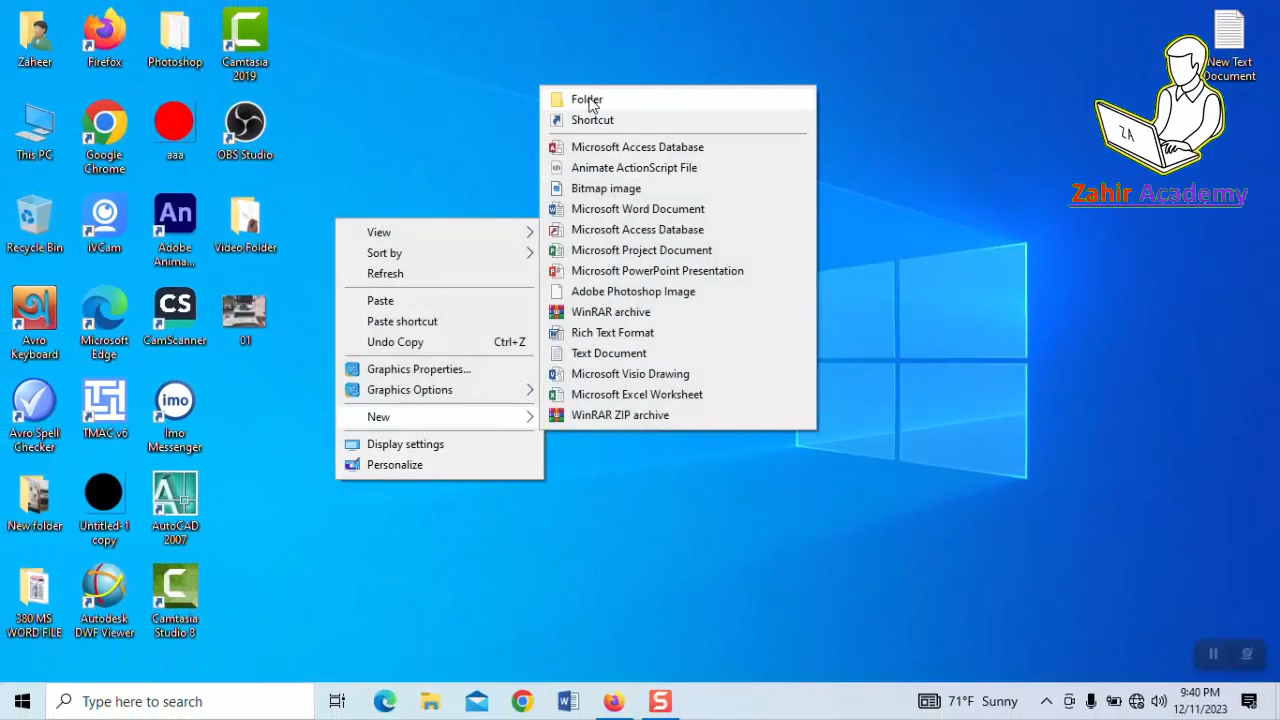 Zaheer
Firefox
Photoshop
Camtasia
2019
New Text
Document
This PC
Google
Chrome
aaa
OBS Studio
Recycle Bin
iVCam
An
Adobe
Anima...
Video Folder
Avro
Keyboard
Microsoft
Edge
CS
CamScanner
01
Avro Spell
Checker
TMAC v6
imo
Imo
Messenger
New folder
Untitled-1
copy
AutoCAD
2007
380 MS
WORD FILE
Autodesk
DWF Viewer
Camtasia
Studio 8
View
Sort by
Refresh
Paste
Paste shortcut
Undo Copy Ctrl+Z
Graphics Properties...
Graphics Options
New
Display settings
Personalize
Folder
Shortcut
Microsoft Access Database
Animate ActionScript File
Bitmap image
Microsoft Word Document
Microsoft Access Database
Microsoft Project Document
Microsoft PowerPoint Presentation
Adobe Photoshop Image
WinRAR archive
Rich Text Format
Text Document
Microsoft Visio Drawing
Microsoft Excel Worksheet
WinRAR ZIP archive
ZA
Zahir Academy
Type here to search
71°F Sunny
9:40 PM
12/11/2023